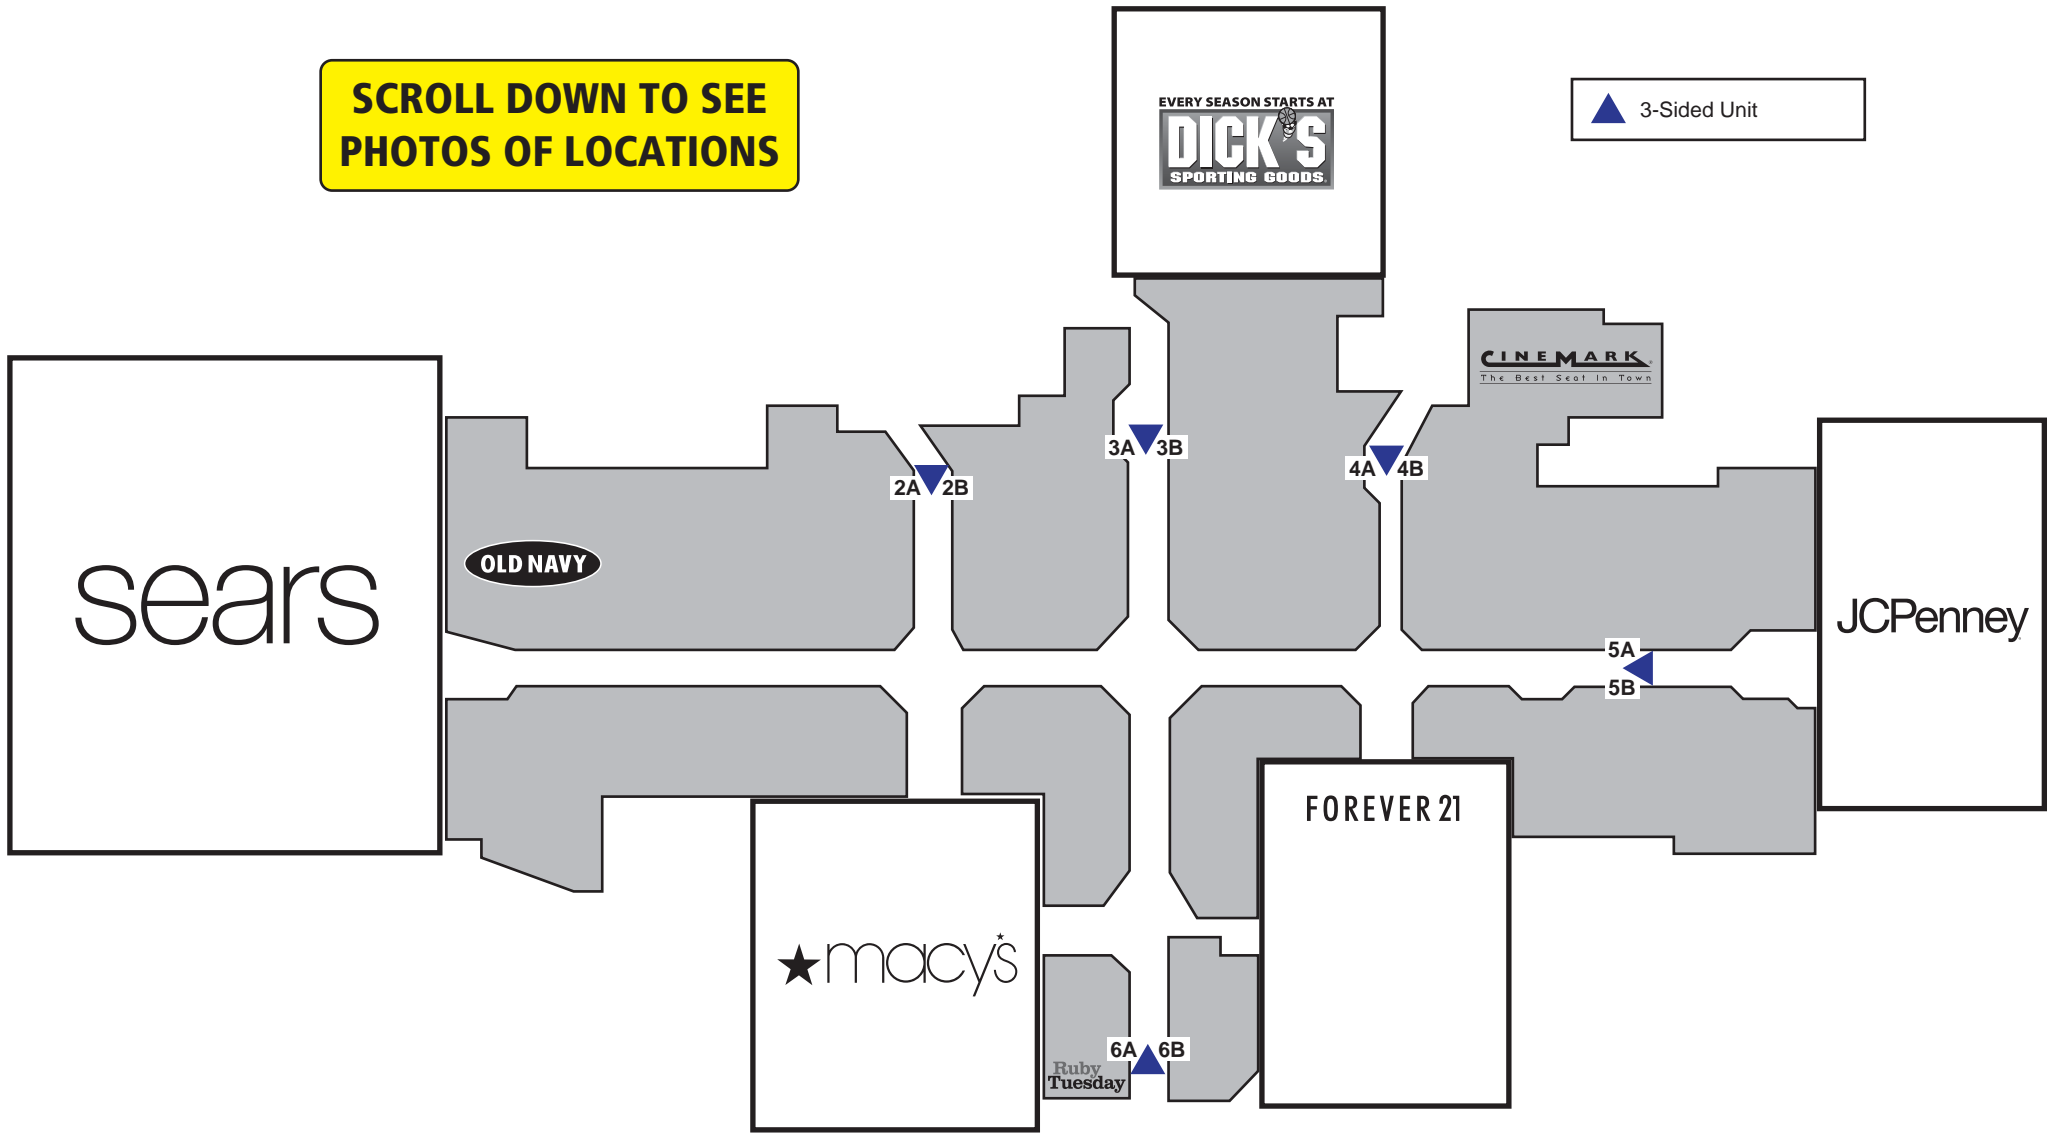 SCROLL DOWN TO SEE
PHOTOS OF LOCATIONS
EVERY SEASON STARTS AT
DICK'S
SPORTING GOODS
3-Sided Unit
CINEMARK
The Best Seat In Town
3A 3B
4A 4B
2A 2B
OLD NAVY
sears
JCPenney
5A
5B
FOREVER 21
macy's
6A 6B
Ruby
Tuesday